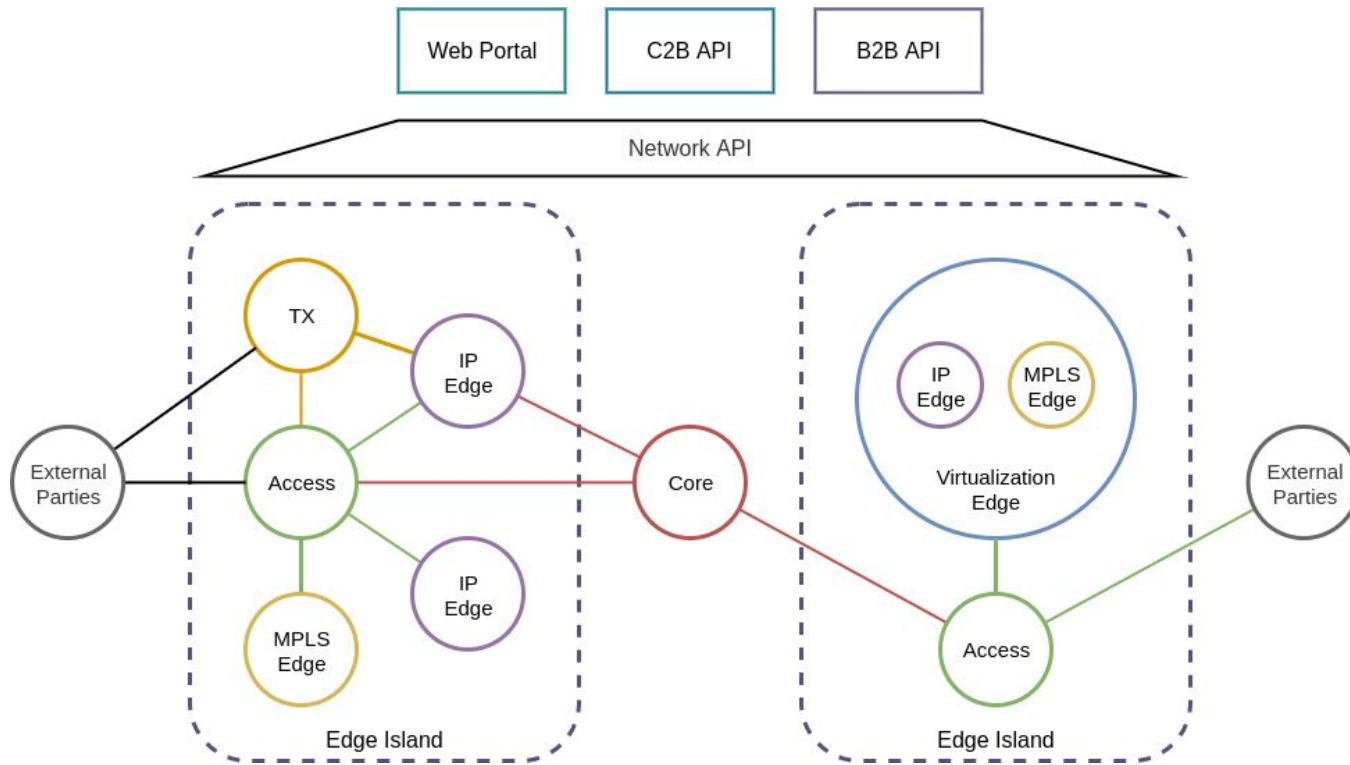 Web Portal
C2B API
B2B API
Network API
TX
IP
Edge
External
Parties
Access
Core
IP
Edge
MPLS
Edge
Edge Island
IP
Edge
MPLS
Edge
Virtualization
Edge
External
Parties
Access
Edge Island